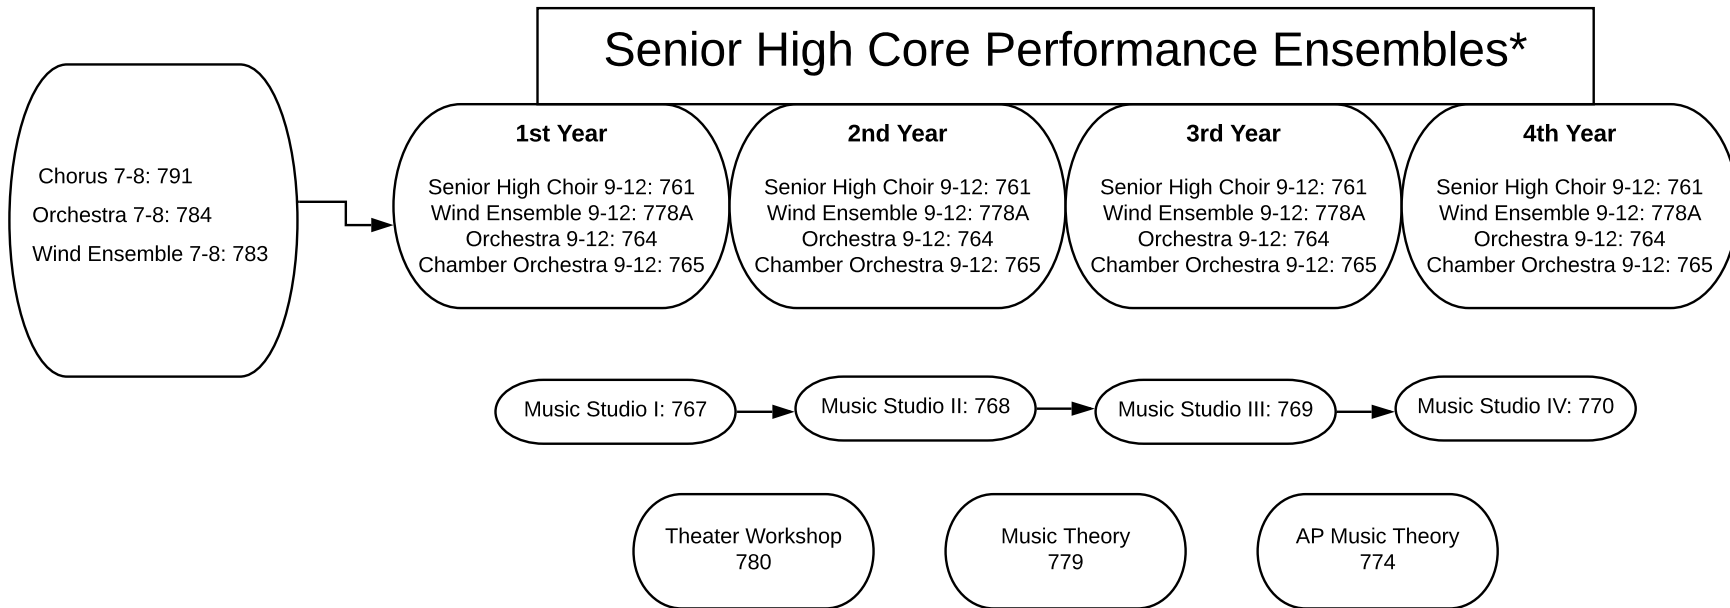 Senior High Core Performance Ensembles*
Chorus 7-8: 791
Orchestra 7-8: 784
Wind Ensemble 7-8: 783
1st Year
Senior High Choir 9-12: 761
Wind Ensemble 9-12: 778A
Orchestra 9-12: 764
Chamber Orchestra 9-12: 765
2nd Year
Senior High Choir 9-12: 761
Wind Ensemble 9-12: 778A
Orchestra 9-12: 764
Chamber Orchestra 9-12: 765
3rd Year
Senior High Choir 9-12: 761
Wind Ensemble 9-12: 778A
Orchestra 9-12: 764
Chamber Orchestra 9-12: 765
4th Year
Senior High Choir 9-12: 761
Wind Ensemble 9-12: 778A
Orchestra 9-12: 764
Chamber Orchestra 9-12: 765
Music Studio I: 767
Music Studio II: 768
Music Studio III: 769
Music Studio IV: 770
Theater Workshop
780
Music Theory
779
AP Music Theory
774